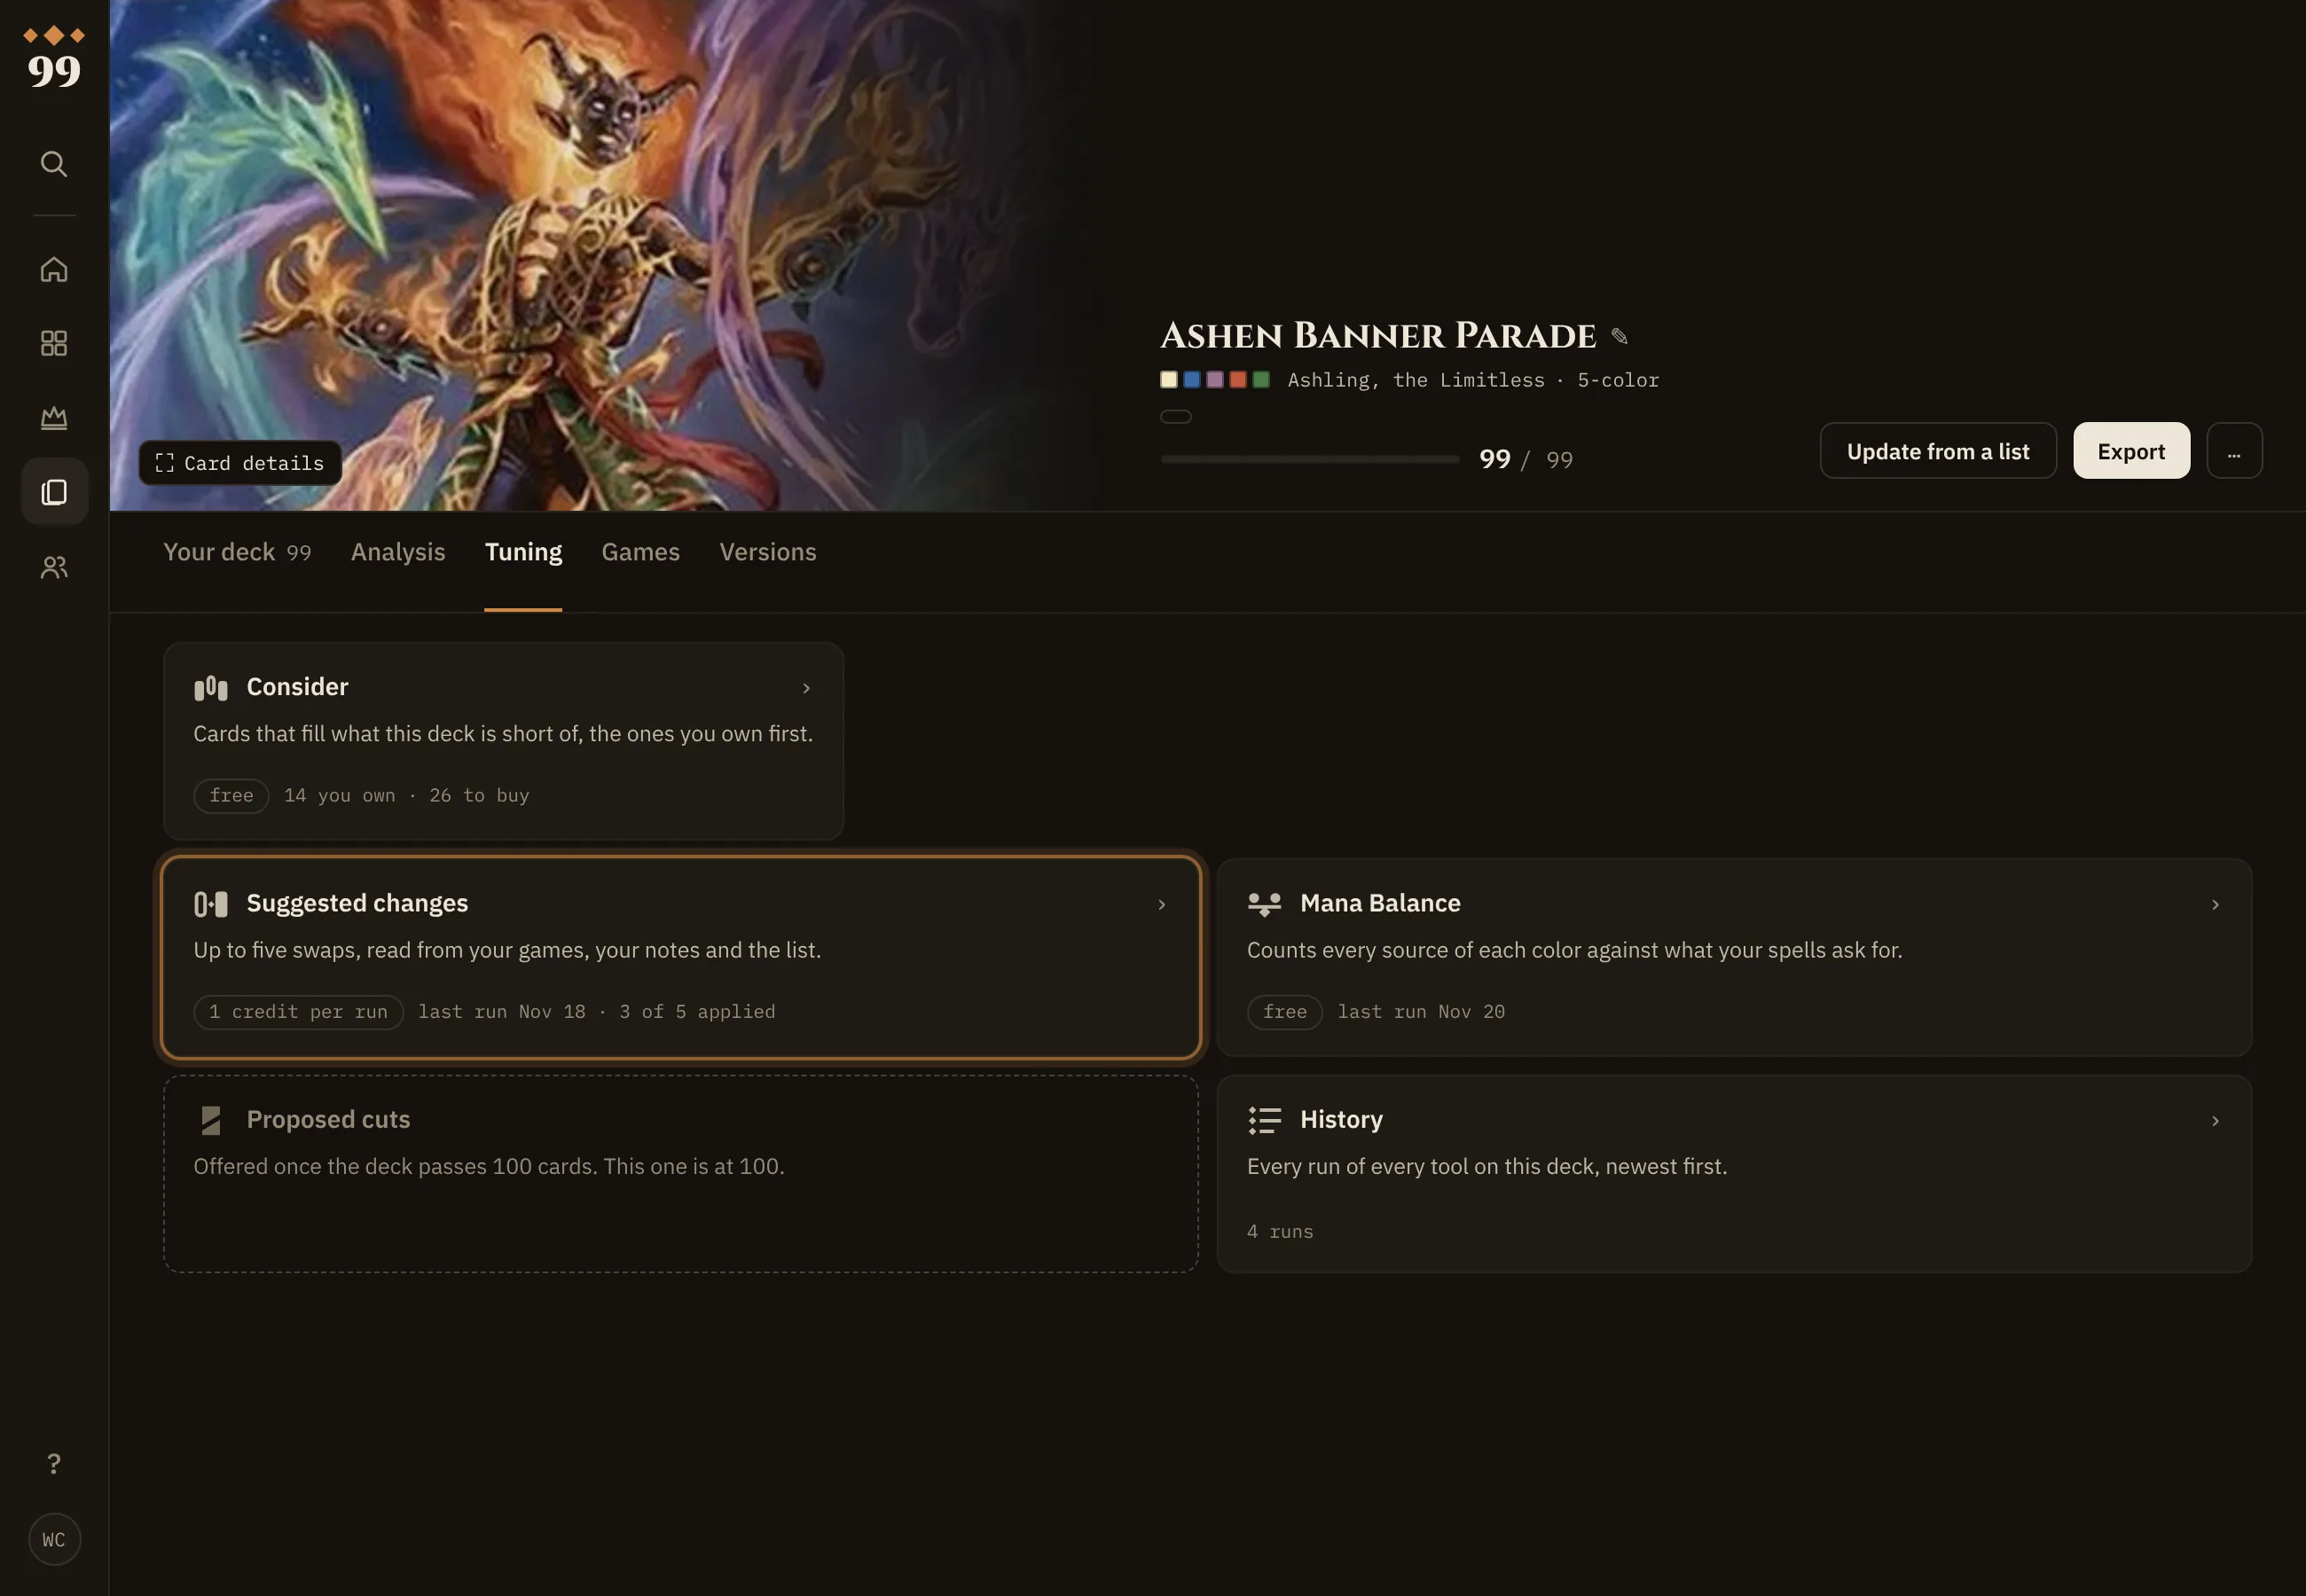 99
Ashen Banner Parade ✎
Ashling, the Limitless · 5-color
99 / 99
Update from a list
Export
…
Card details
Your deck 99
Analysis
Tuning
Games
Versions
Consider ›
Cards that fill what this deck is short of, the ones you own first.
free 14 you own · 26 to buy
Suggested changes ›
Up to five swaps, read from your games, your notes and the list.
1 credit per run last run Nov 18 · 3 of 5 applied
Mana Balance ›
Counts every source of each color against what your spells ask for.
free last run Nov 20
Proposed cuts
Offered once the deck passes 100 cards. This one is at 100.
History ›
Every run of every tool on this deck, newest first.
4 runs
?
WC